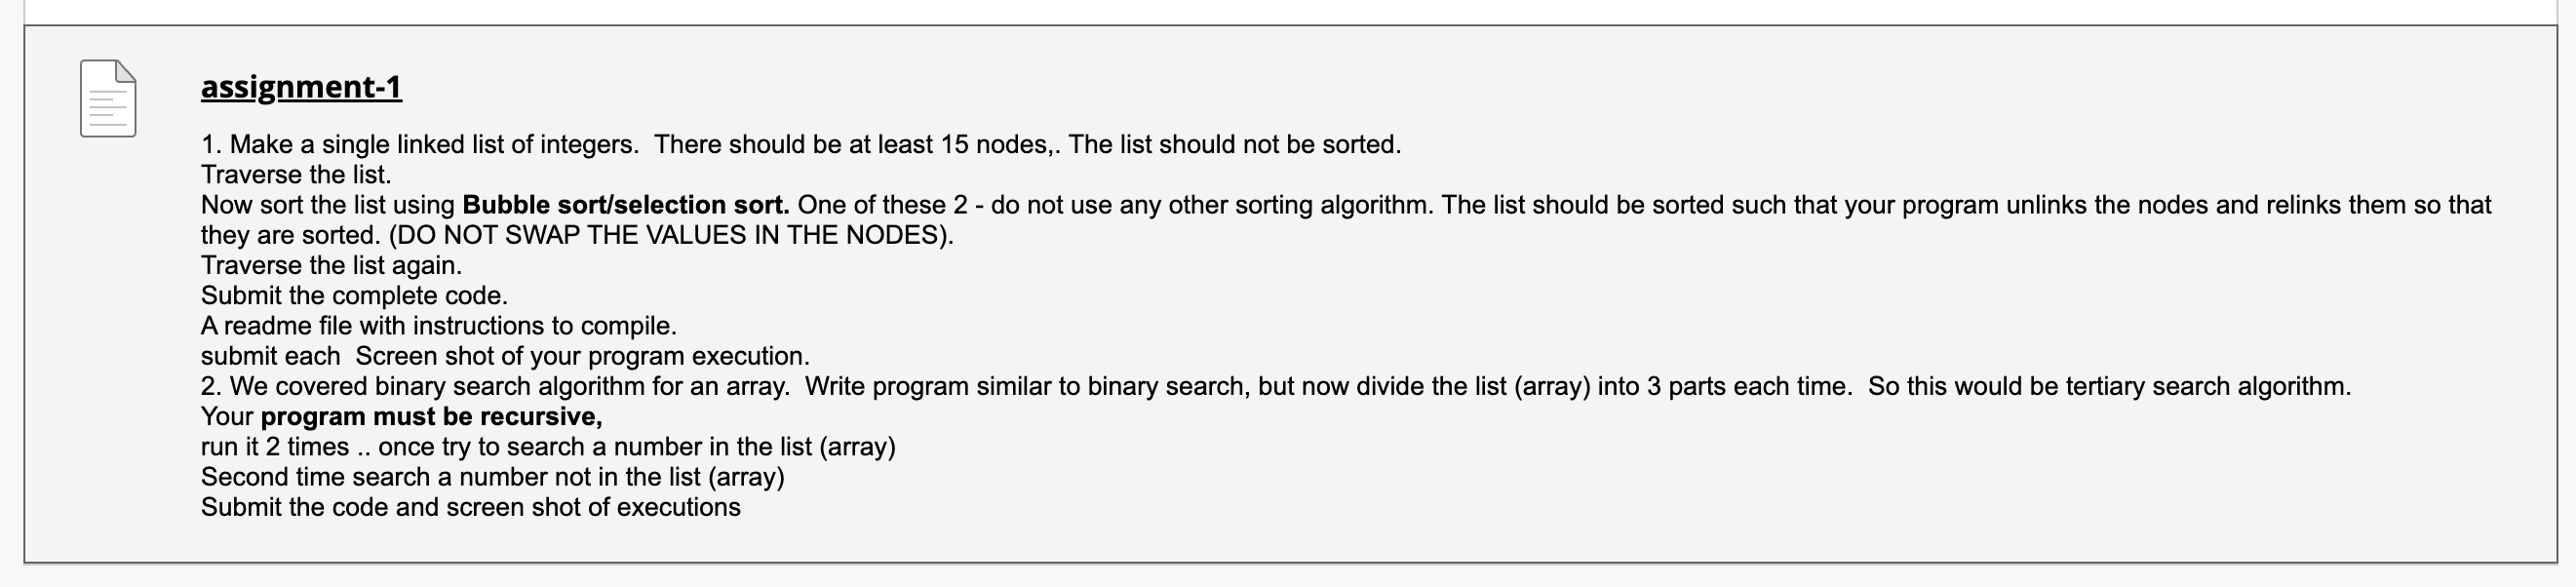 assignment-1
1. Make a single linked list of integers.  There should be at least 15 nodes,. The list should not be sorted.
Traverse the list.
Now sort the list using Bubble sort/selection sort. One of these 2 - do not use any other sorting algorithm. The list should be sorted such that your program unlinks the nodes and relinks them so that
they are sorted. (DO NOT SWAP THE VALUES IN THE NODES).
Traverse the list again.
Submit the complete code.
A readme file with instructions to compile.
submit each  Screen shot of your program execution.
2. We covered binary search algorithm for an array.  Write program similar to binary search, but now divide the list (array) into 3 parts each time.  So this would be tertiary search algorithm.
Your program must be recursive,
run it 2 times .. once try to search a number in the list (array)
Second time search a number not in the list (array)
Submit the code and screen shot of executions